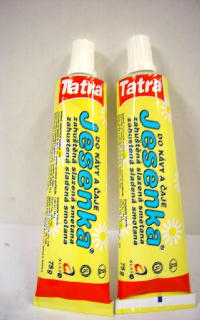 Tatra
Jesenka
DO KÁVY A ČAJE
zahuštěná slazená smetana
zahustená sladená smotana
75 g
Tatra
Jesenka
DO KÁVY A ČAJE
zahuštěná slazená smetana
zahustená sladená smotana
75 g